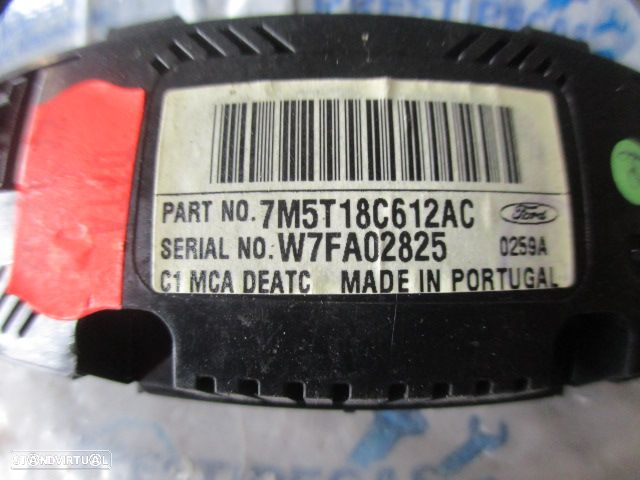 PART NO. 7M5T18C612AC Ford
SERIAL NO. W7FA02825 0259A
C1 MCA DEATC MADE IN PORTUGAL
STANDVIRTUAL